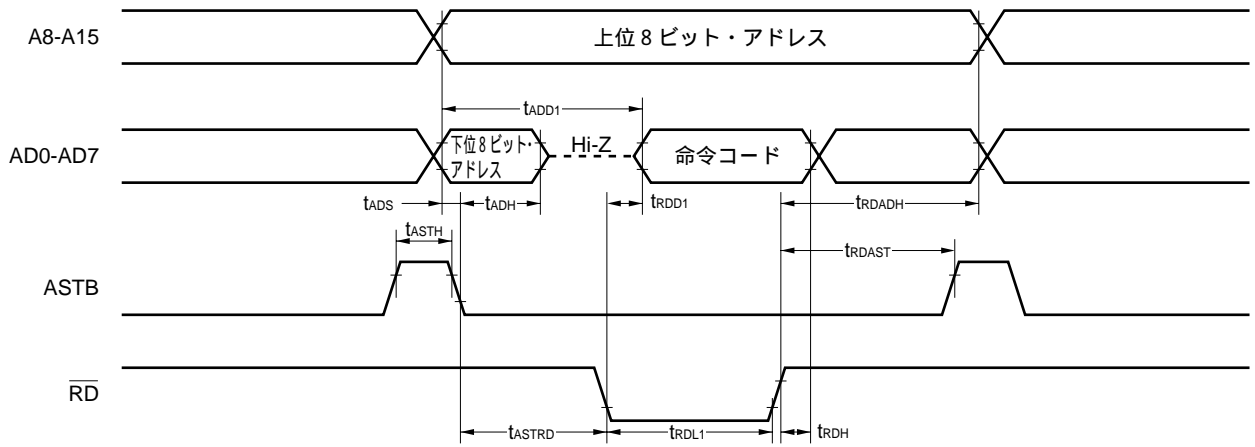 A8-A15
上位 8 ビット・アドレス
tADD1
AD0-AD7
下位 8 ビット・
アドレス
Hi-Z
命令コード
tADS
tADH
tRDD1
tRDADH
tASTH
tRDAST
ASTB
RD
tASTRD
tRDL1
tRDH